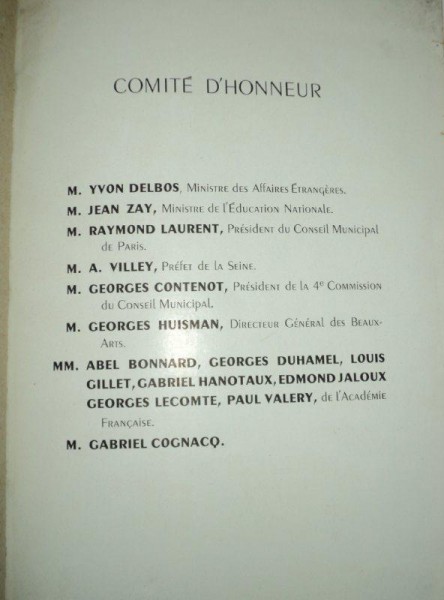 COMITÉ D'HONNEUR
M. YVON DELBOS, Ministre des Affaires Étrangères.
M. JEAN ZAY, Ministre de l'Éducation Nationale.
M. RAYMOND LAURENT, Président du Conseil Municipal
de Paris.
M. A. VILLEY, Préfet de la Seine.
M. GEORGES CONTENOT, Président de la 4e Commission
du Conseil Municipal.
M. GEORGES HUISMAN, Directeur Général des Beaux-
Arts.
MM. ABEL BONNARD, GEORGES DUHAMEL, LOUIS
GILLET, GABRIEL HANOTAUX, EDMOND JALOUX
GEORGES LECOMTE, PAUL VALERY, de l'Académie
Française.
M. GABRIEL COGNACQ.